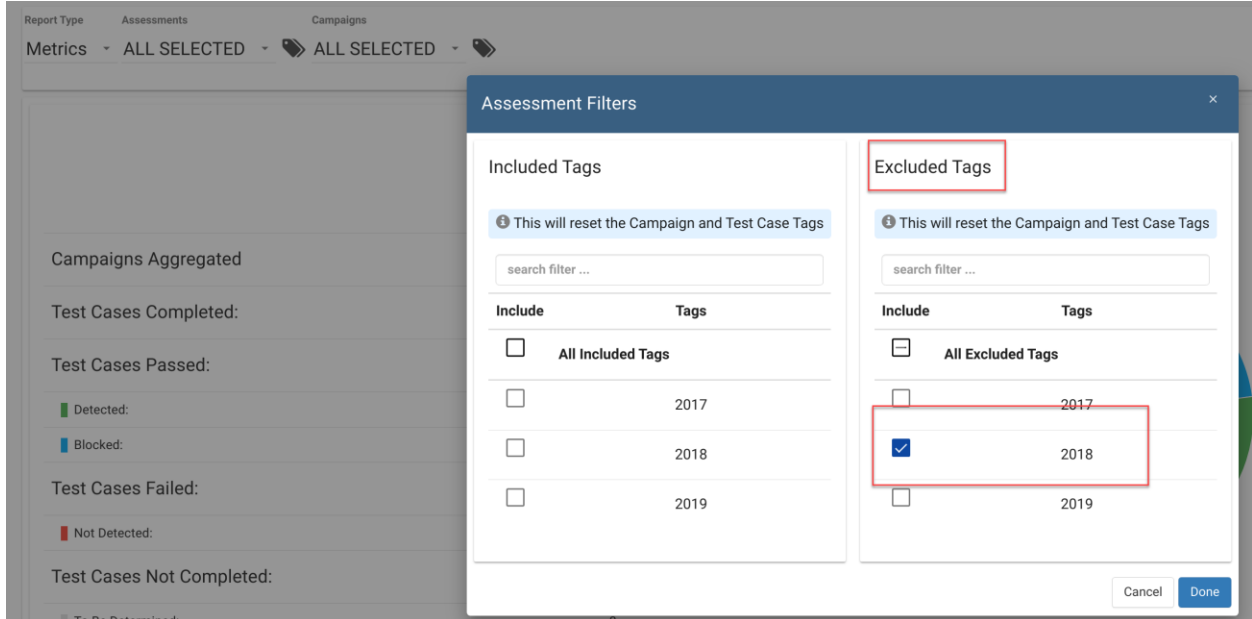 Report Type Assessments Campaigns
Metrics ALL SELECTED ALL SELECTED
Assessment Filters ×
Included Tags
This will reset the Campaign and Test Case Tags
search filter ...
Include Tags
All Included Tags
2017
2018
2019
Excluded Tags
This will reset the Campaign and Test Case Tags
search filter ...
Include Tags
All Excluded Tags
2017
2018
2019
Cancel Done
Campaigns Aggregated
Test Cases Completed:
Test Cases Passed:
Detected:
Blocked:
Test Cases Failed:
Not Detected:
Test Cases Not Completed:
To Be Determined: